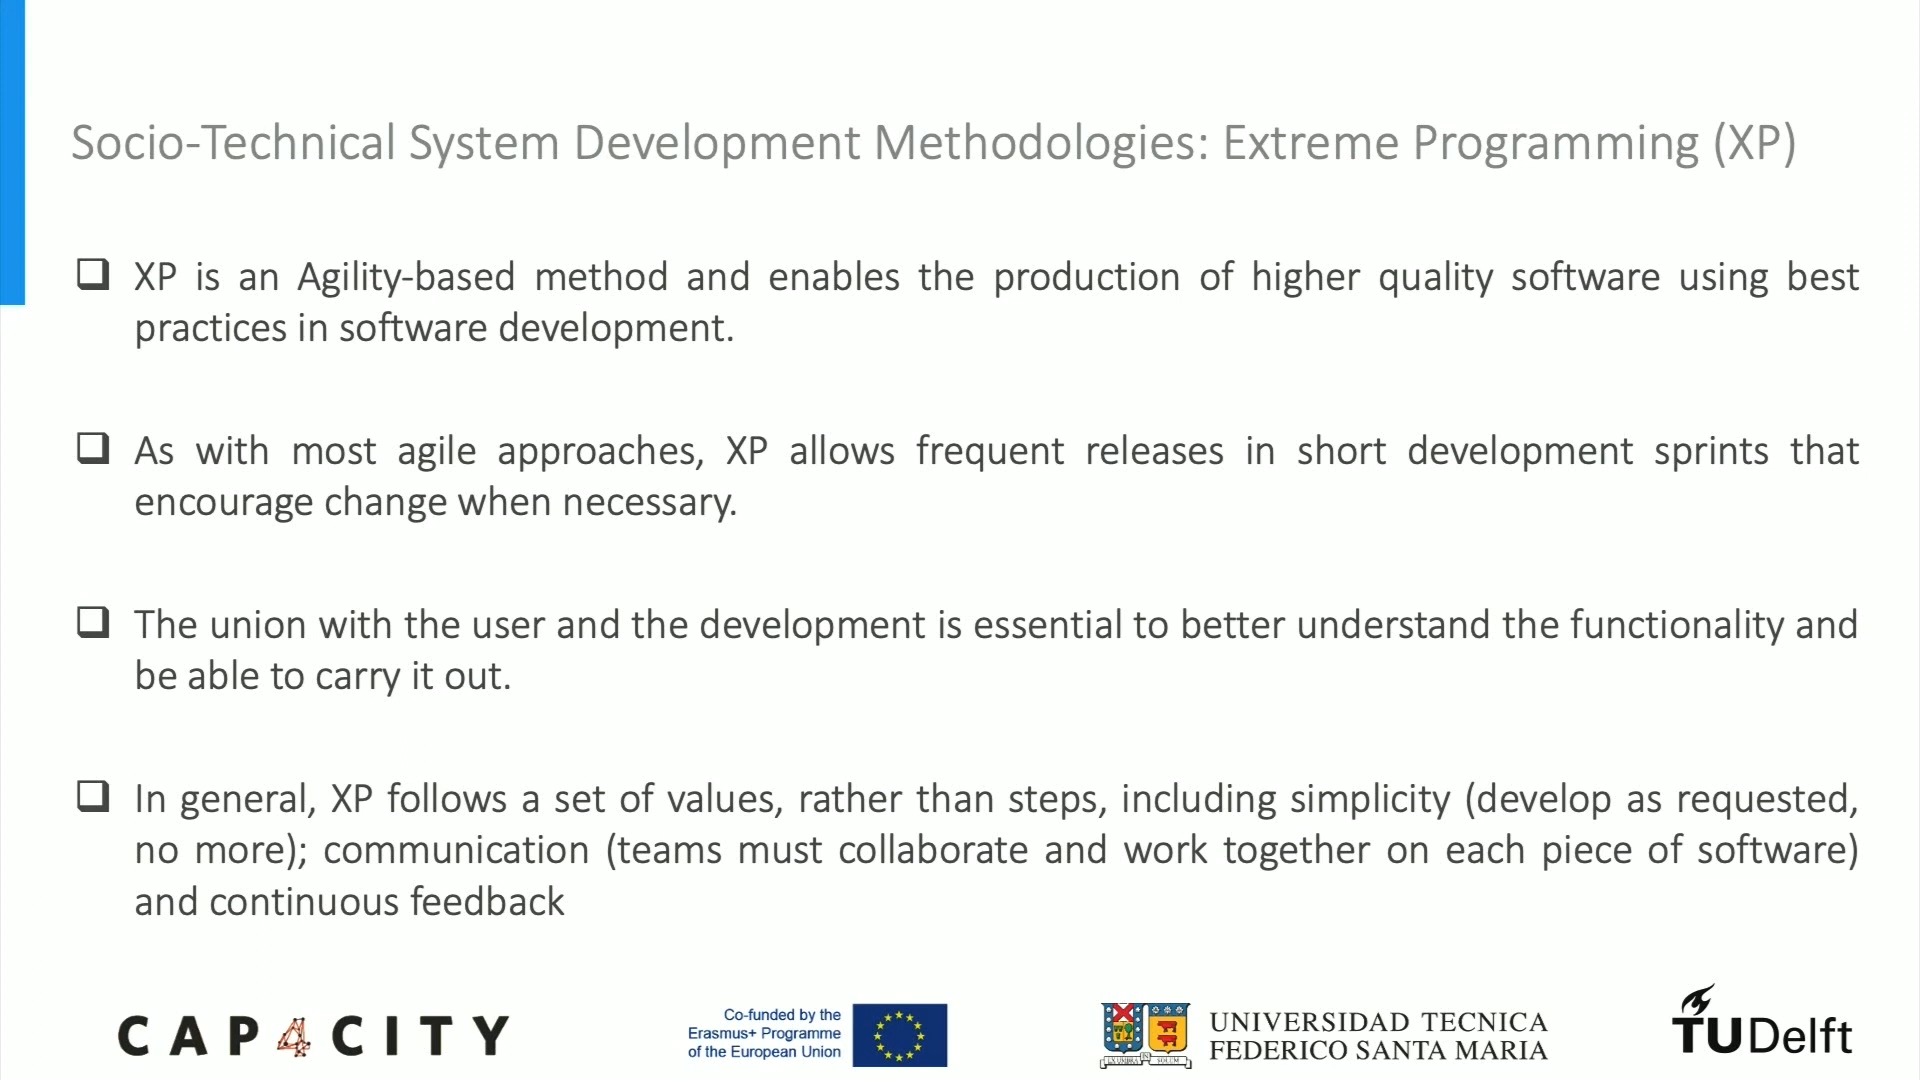 Socio-Technical System Development Methodologies: Extreme Programming (XP)
XP is an Agility-based method and enables the production of higher quality software using best
practices in software development.
As with most agile approaches, XP allows frequent releases in short development sprints that
encourage change when necessary.
The union with the user and the development is essential to better understand the functionality and
be able to carry it out.
In general, XP follows a set of values, rather than steps, including simplicity (develop as requested,
no more); communication (teams must collaborate and work together on each piece of software)
and continuous feedback
CAP4CITY
Co-funded by the
Erasmus+ Programme
of the European Union
EX UMBRA IN SOLEM
UNIVERSIDAD TECNICA
FEDERICO SANTA MARIA
TUDelft